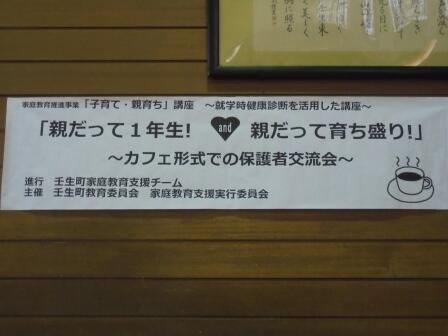 家庭教育推進事業 「子育て・親育ち」講座 ～就学時健康診断を活用した講座～
「親だって１年生! and 親だって育ち盛り!」
～カフェ形式での保護者交流会～
進行 壬生町家庭教育支援チーム
主催 壬生町教育委員会 家庭教育支援実行委員会